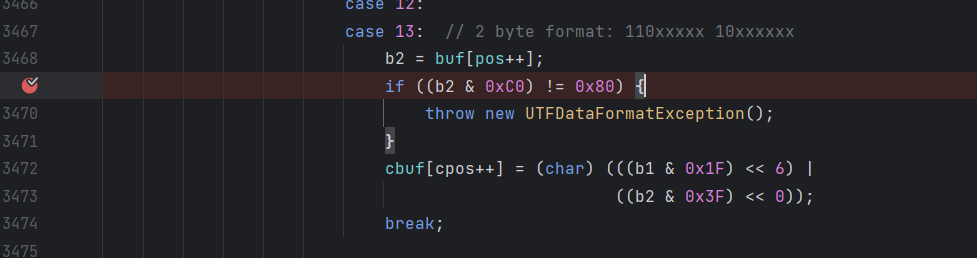 3466 case 12:
3467 case 13:  // 2 byte format: 110xxxxx 10xxxxxx
3468 b2 = buf[pos++];
if ((b2 & 0xC0) != 0x80) {
3470 throw new UTFDataFormatException();
3471 }
3472 cbuf[cpos++] = (char) (((b1 & 0x1F) << 6) |
3473 ((b2 & 0x3F) << 0));
3474 break;
3475